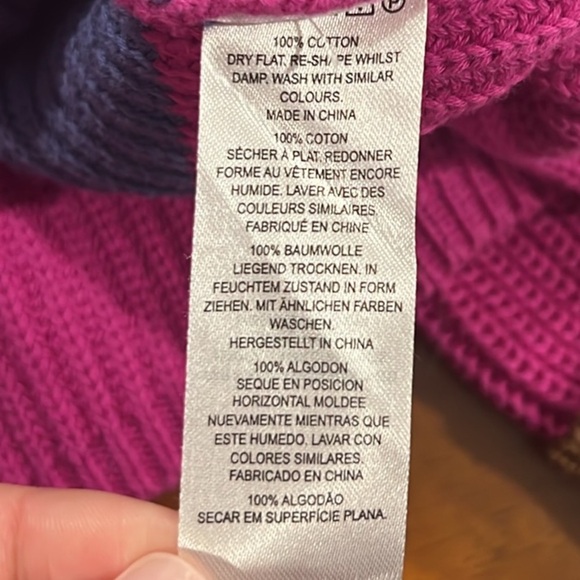 P
100% COTTON
DRY FLAT. RE-SHAPE WHILST
DAMP. WASH WITH SIMILAR
COLOURS.
MADE IN CHINA
100% COTON
SÉCHER À PLAT. REDONNER
FORME AU VÊTEMENT ENCORE
HUMIDE. LAVER AVEC DES
COULEURS SIMILAIRES.
FABRIQUÉ EN CHINE
100% BAUMWOLLE
LIEGEND TROCKNEN. IN
FEUCHTEM ZUSTAND IN FORM
ZIEHEN. MIT ÄHNLICHEN FARBEN
WASCHEN.
HERGESTELLT IN CHINA
100% ALGODON
SEQUE EN POSICION
HORIZONTAL MOLDEE
NUEVAMENTE MIENTRAS QUE
ESTE HUMEDO. LAVAR CON
COLORES SIMILARES.
FABRICADO EN CHINA
100% ALGODÃO
SECAR EM SUPERFÍCIE PLANA.